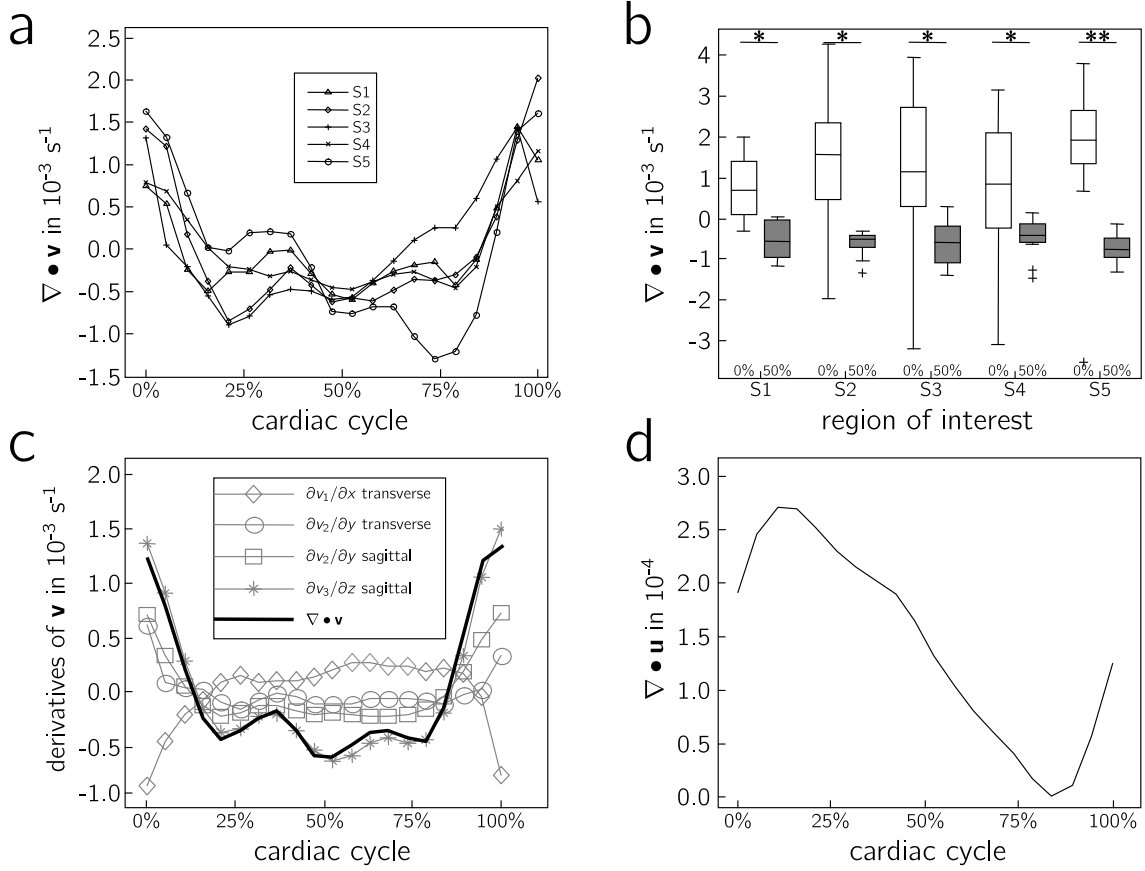 a
2.5
2.0
1.5
1.0
0.5
0.0
-0.5
-1.0
-1.5
∇ • v in 10⁻³ s⁻¹
S1
S2
S3
S4
S5
0% 25% 50% 75% 100%
cardiac cycle
b
* * * * **
4
3
2
1
0
-1
-2
-3
∇ • v in 10⁻³ s⁻¹
0% 50% 0% 50% 0% 50% 0% 50% 0% 50%
S1 S2 S3 S4 S5
region of interest
c
2.0
1.5
1.0
0.5
0.0
-0.5
-1.0
derivatives of v in 10⁻³ s⁻¹
∂v₁/∂x transverse
∂v₂/∂y transverse
∂v₂/∂y sagittal
∂v₃/∂z sagittal
∇ • v
0% 25% 50% 75% 100%
cardiac cycle
d
3.0
2.5
2.0
1.5
1.0
0.5
0.0
∇ • u in 10⁻⁴
0% 25% 50% 75% 100%
cardiac cycle